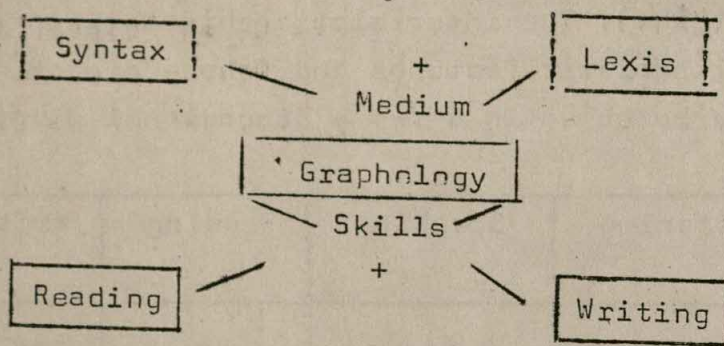 Syntax + Lexis
Medium
Graphology
Skills
+
Reading Writing